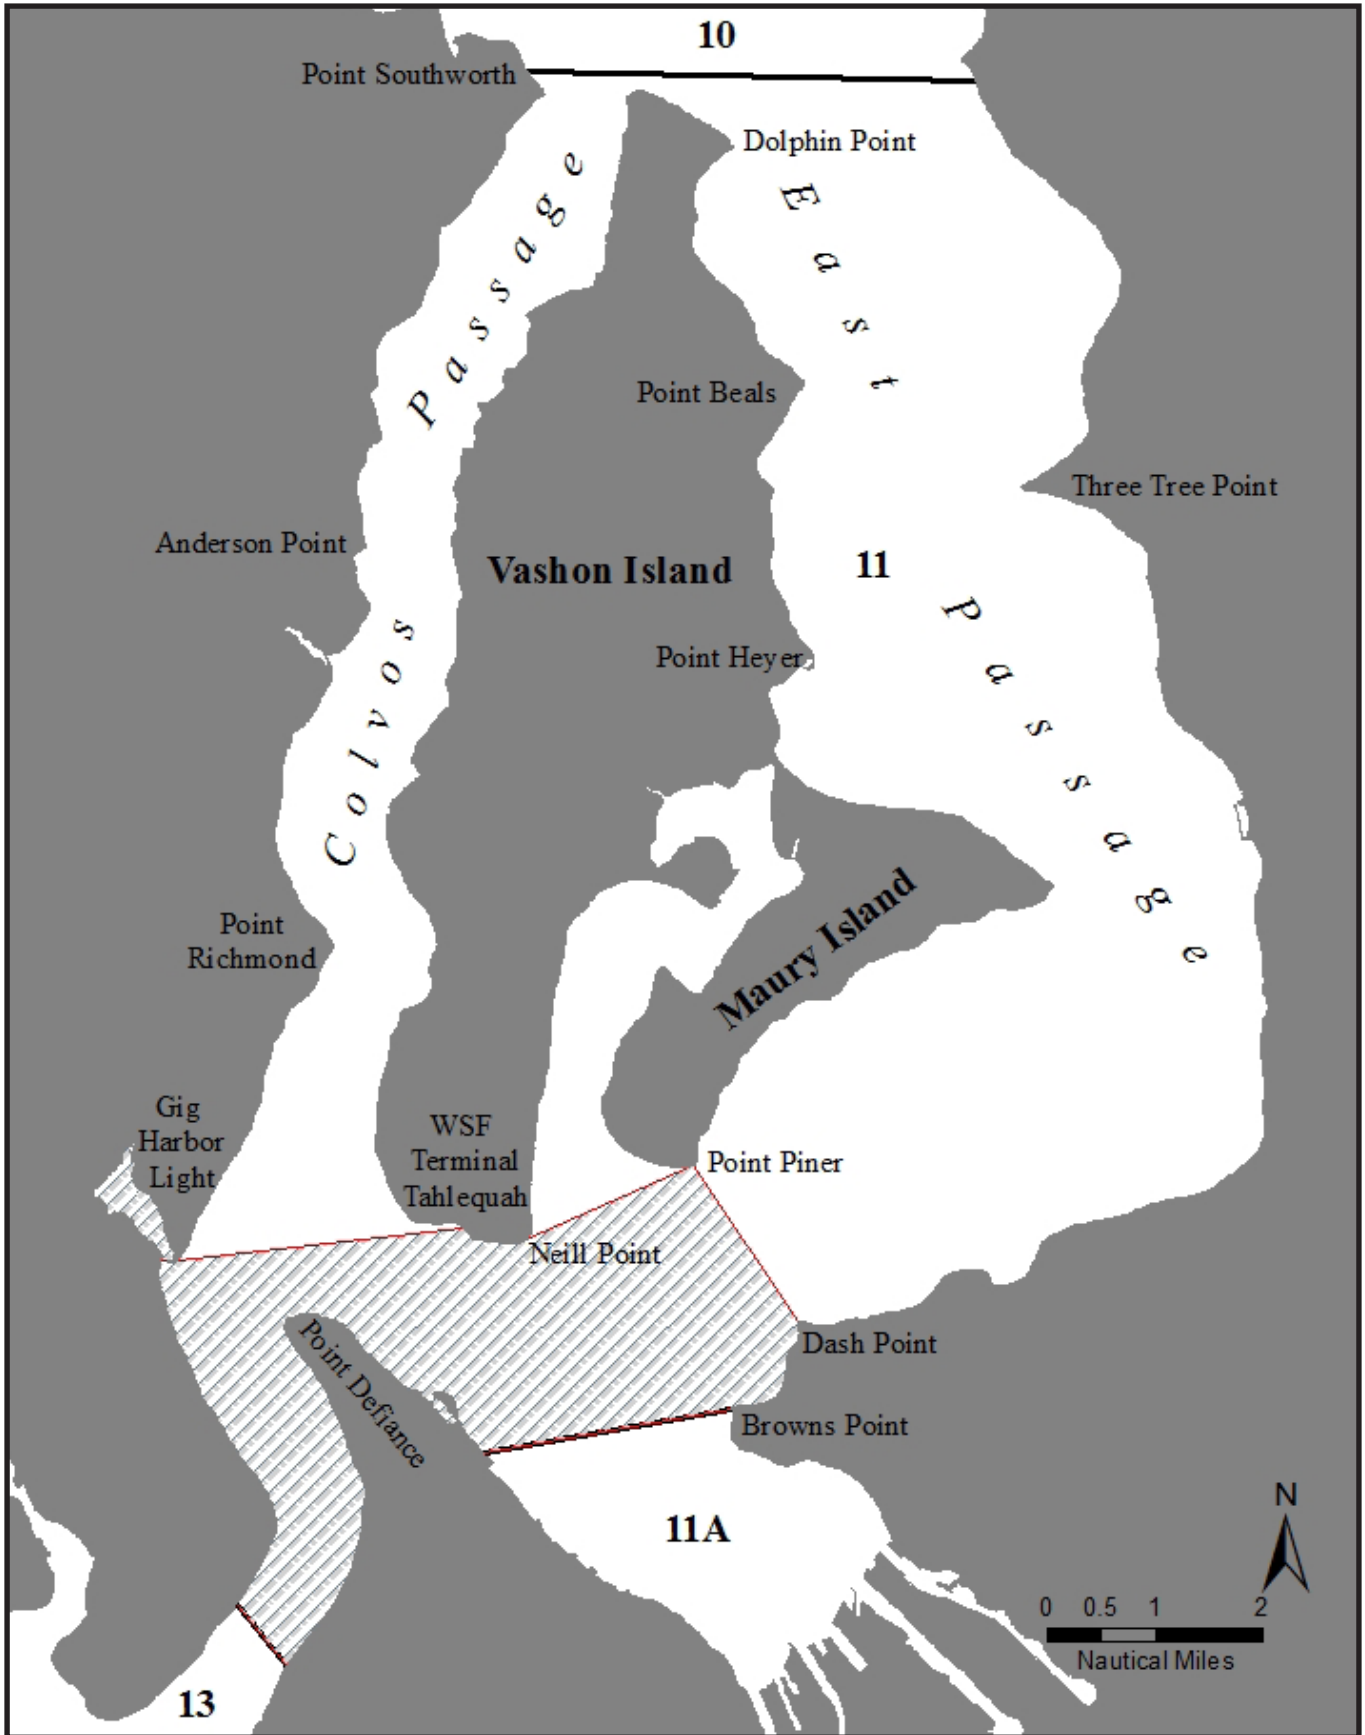 10
Point Southworth
Dolphin Point
East Passage
Colvos Passage
Point Beals
Three Tree Point
Anderson Point
Vashon Island
11
Point Heyer
Maury Island
Point
Richmond
Gig
Harbor
Light
WSF
Terminal
Tahlequah
Point Piner
Neill Point
Point Defiance
Dash Point
Browns Point
11A
13
N
0 0.5 1 2
Nautical Miles